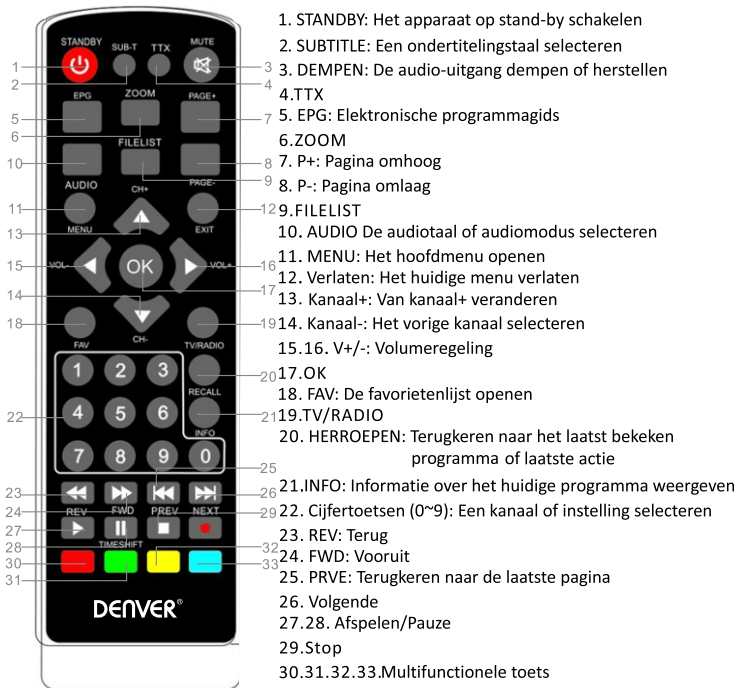 STANDBY
SUB-T
TTX
MUTE
1
2
3
4
EPG
ZOOM
PAGE+
5
6
7
FILELIST
10
8
9
AUDIO
CH+
PAGE-
11
12
MENU
EXIT
13
15
VOL-
OK
VOL+
16
17
14
18
19
FAV
CH-
TV/RADIO
1 2 3
20
RECALL
4 5 6
22
21
INFO
7 8 9 0
25
23
26
24
REV FWD PREV NEXT
29
27
28
TIMESHIFT
32
30
33
31
DENVER®
1. STANDBY: Het apparaat op stand-by schakelen
2. SUBTITLE: Een ondertitelingstaal selecteren
3. DEMPEN: De audio-uitgang dempen of herstellen
4.TTX
5. EPG: Elektronische programmagids
6.ZOOM
7. P+: Pagina omhoog
8. P-: Pagina omlaag
9.FILELIST
10. AUDIO De audiotaal of audiomodus selecteren
11. MENU: Het hoofdmenu openen
12. Verlaten: Het huidige menu verlaten
13. Kanaal+: Van kanaal+ veranderen
14. Kanaal-: Het vorige kanaal selecteren
15.16. V+/-: Volumeregeling
17.OK
18. FAV: De favorietenlijst openen
19.TV/RADIO
20. HERROEPEN: Terugkeren naar het laatst bekeken
programma of laatste actie
21.INFO: Informatie over het huidige programma weergeven
22. Cijfertoetsen (0~9): Een kanaal of instelling selecteren
23. REV: Terug
24. FWD: Vooruit
25. PRVE: Terugkeren naar de laatste pagina
26. Volgende
27.28. Afspelen/Pauze
29.Stop
30.31.32.33.Multifunctionele toets